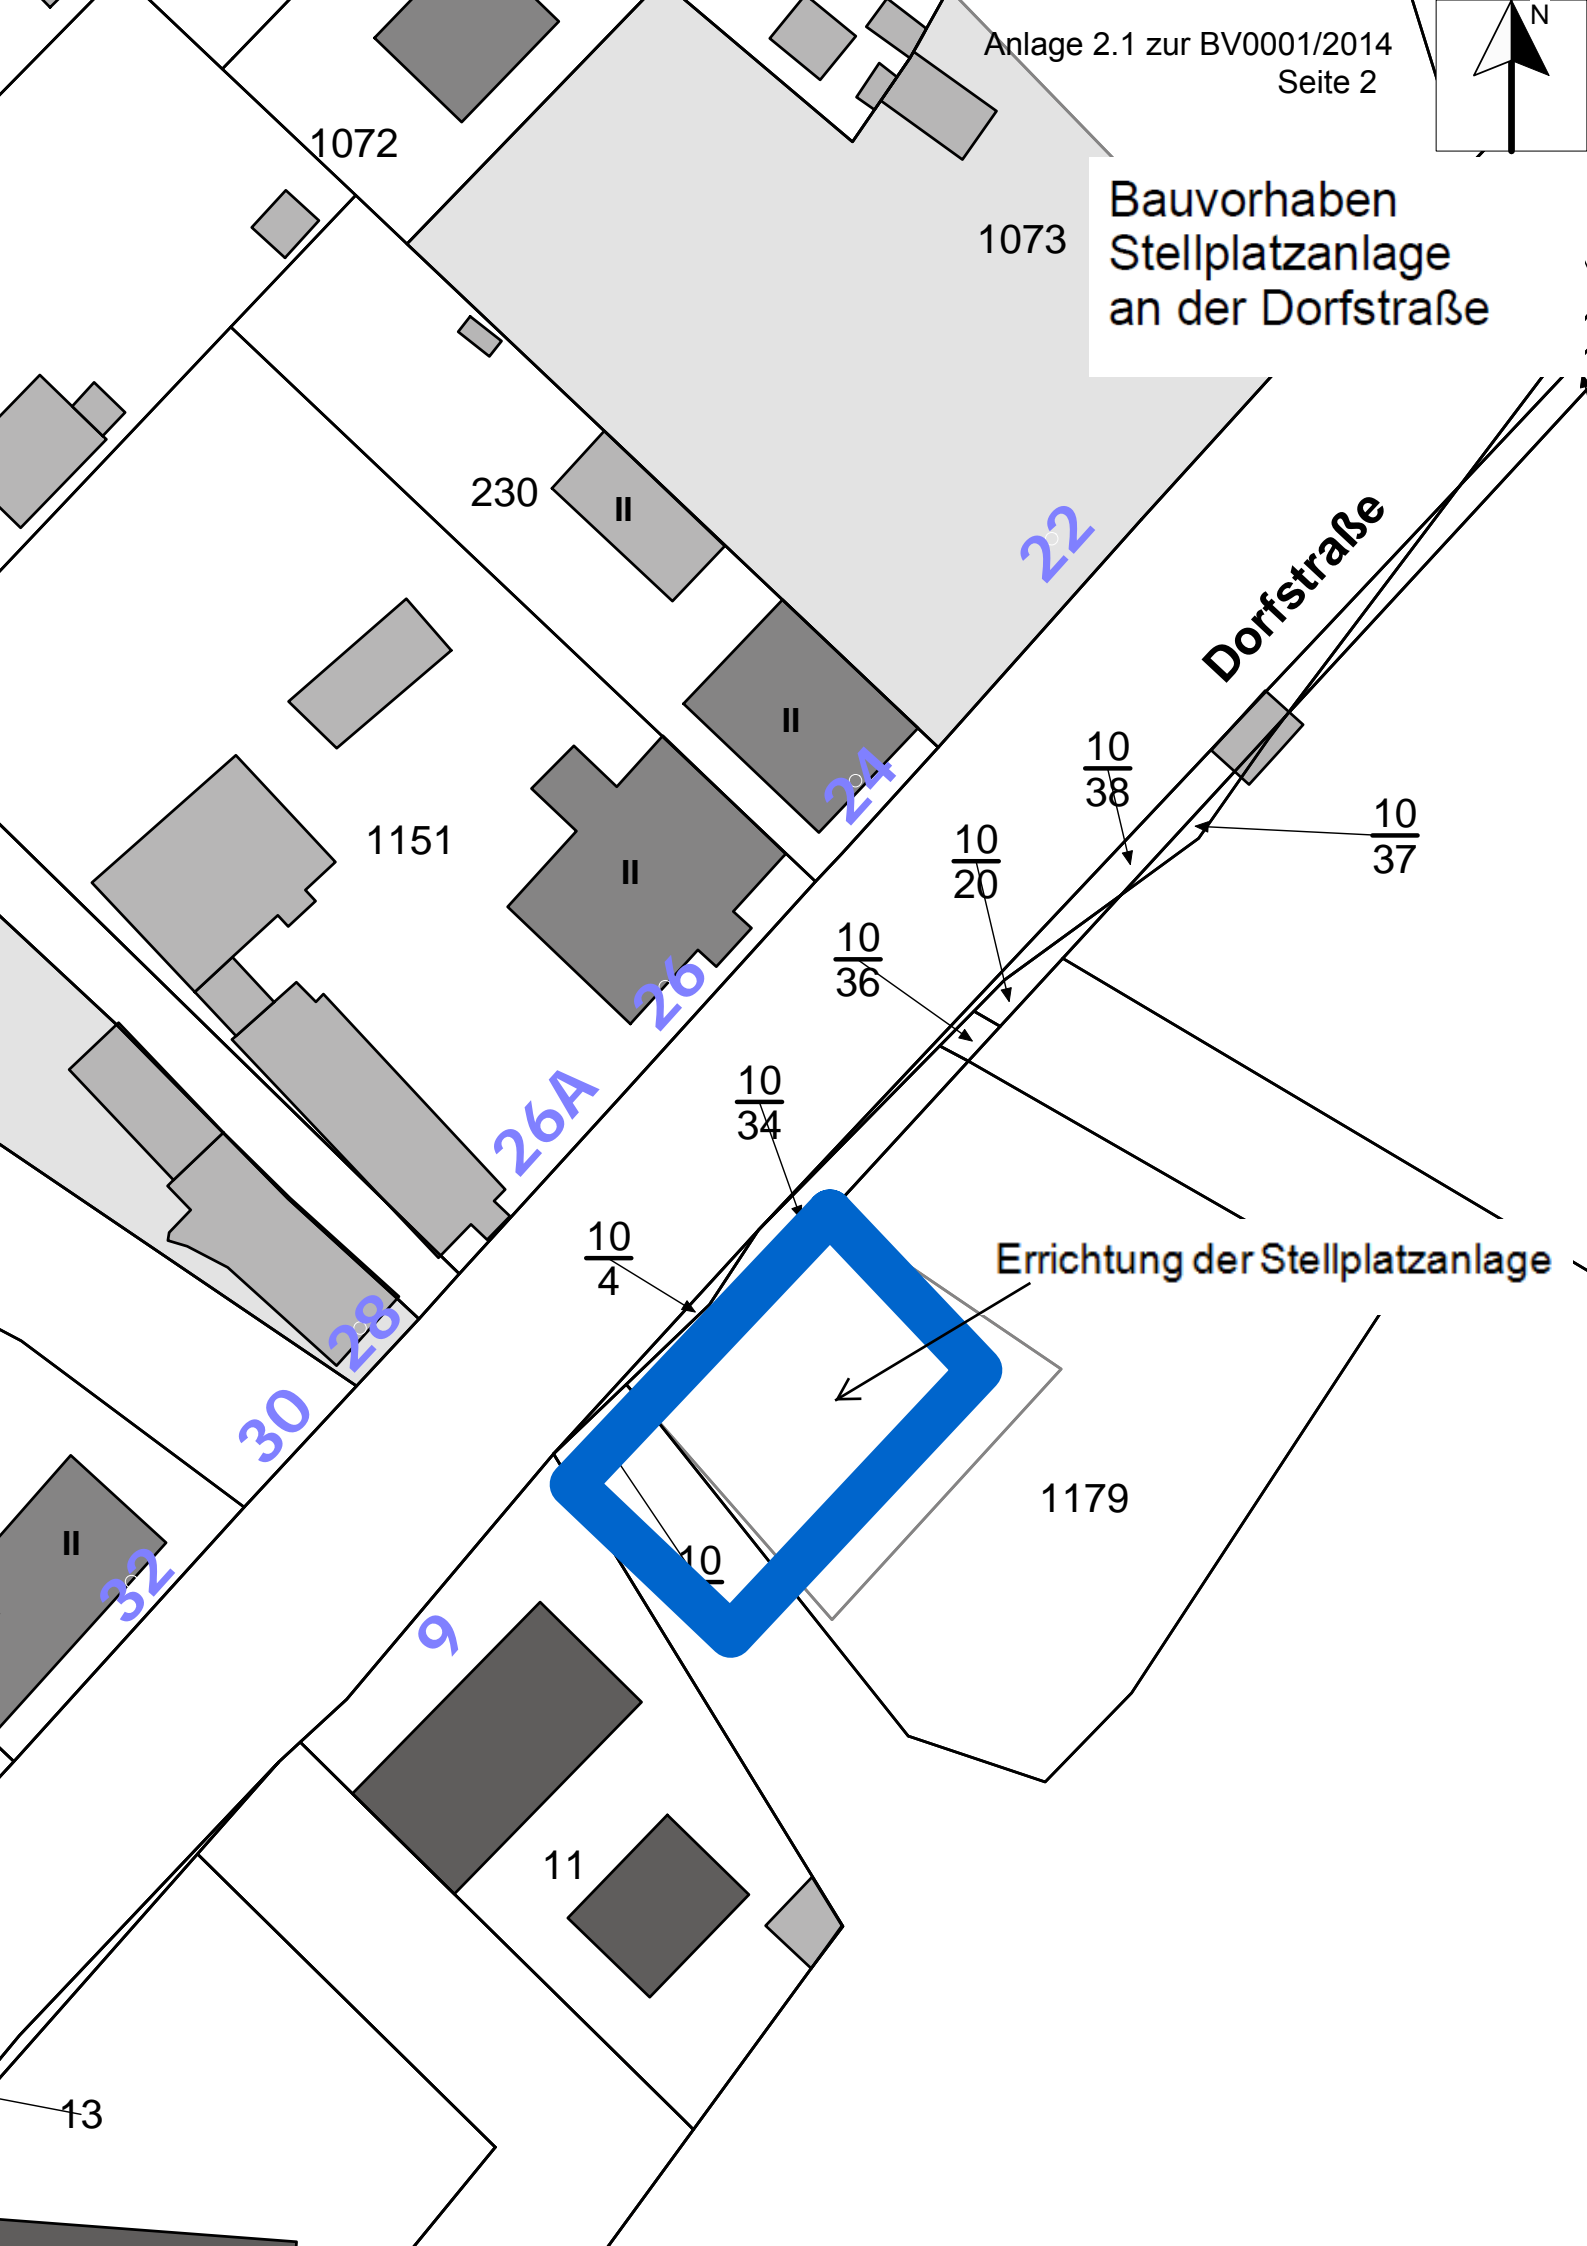 Anlage 2.1 zur BV0001/2014
Seite 2
N
1072
1073
Bauvorhaben
Stellplatzanlage
an der Dorfstraße
230
II
22
Dorfstraße
II
24
10
38
10
37
1151
II
10
20
26
10
36
26A
10
34
10
4
Errichtung der Stellplatzanlage
28
30
1179
II
32
10
9
11
13